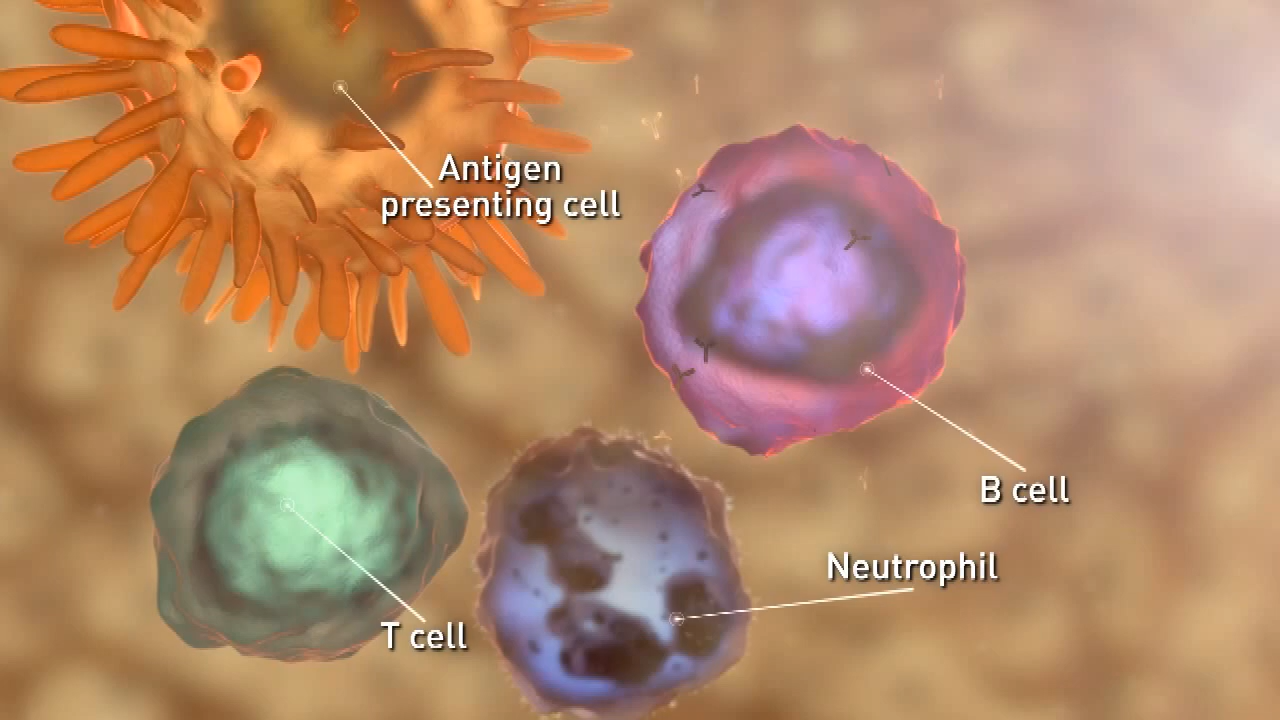 Antigen
presenting cell
B cell
Neutrophil
T cell